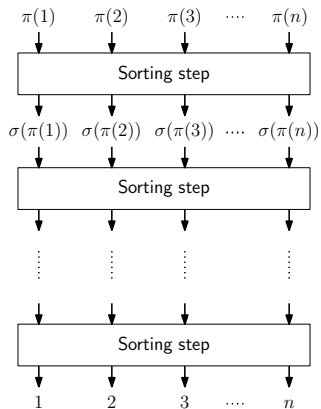 π(1) π(2) π(3) ···· π(n)
Sorting step
σ(π(1)) σ(π(2)) σ(π(3)) ···· σ(π(n))
Sorting step
Sorting step
1 2 3 ···· n